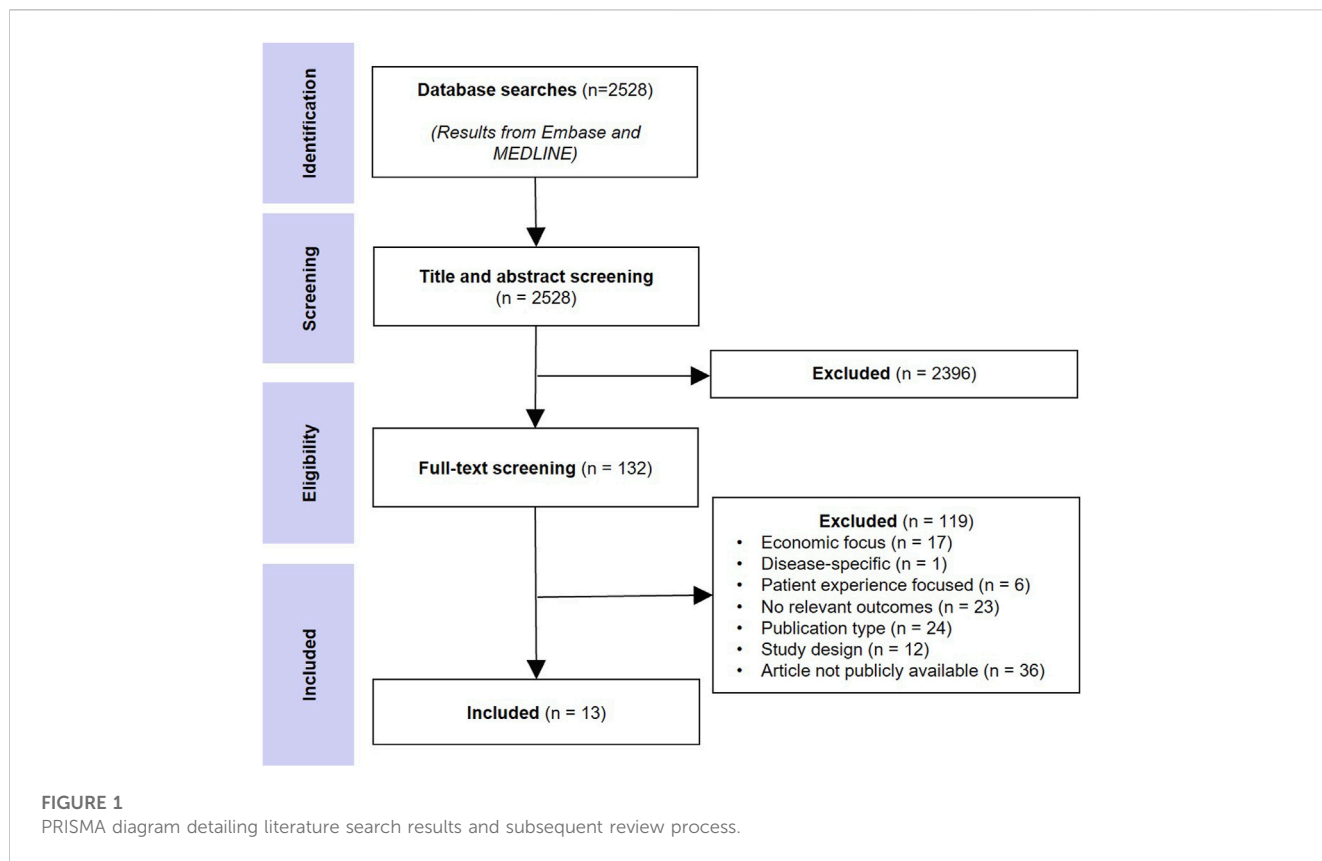 Identification
Database searches (n=2528)
(Results from Embase and
MEDLINE)
Screening
Title and abstract screening
(n = 2528)
Excluded (n = 2396)
Eligibility
Full-text screening (n = 132)
Excluded (n = 119)
• Economic focus (n = 17)
• Disease-specific (n = 1)
• Patient experience focused (n = 6)
• No relevant outcomes (n = 23)
• Publication type (n = 24)
• Study design (n = 12)
• Article not publicly available (n = 36)
Included
Included (n = 13)
FIGURE 1
PRISMA diagram detailing literature search results and subsequent review process.